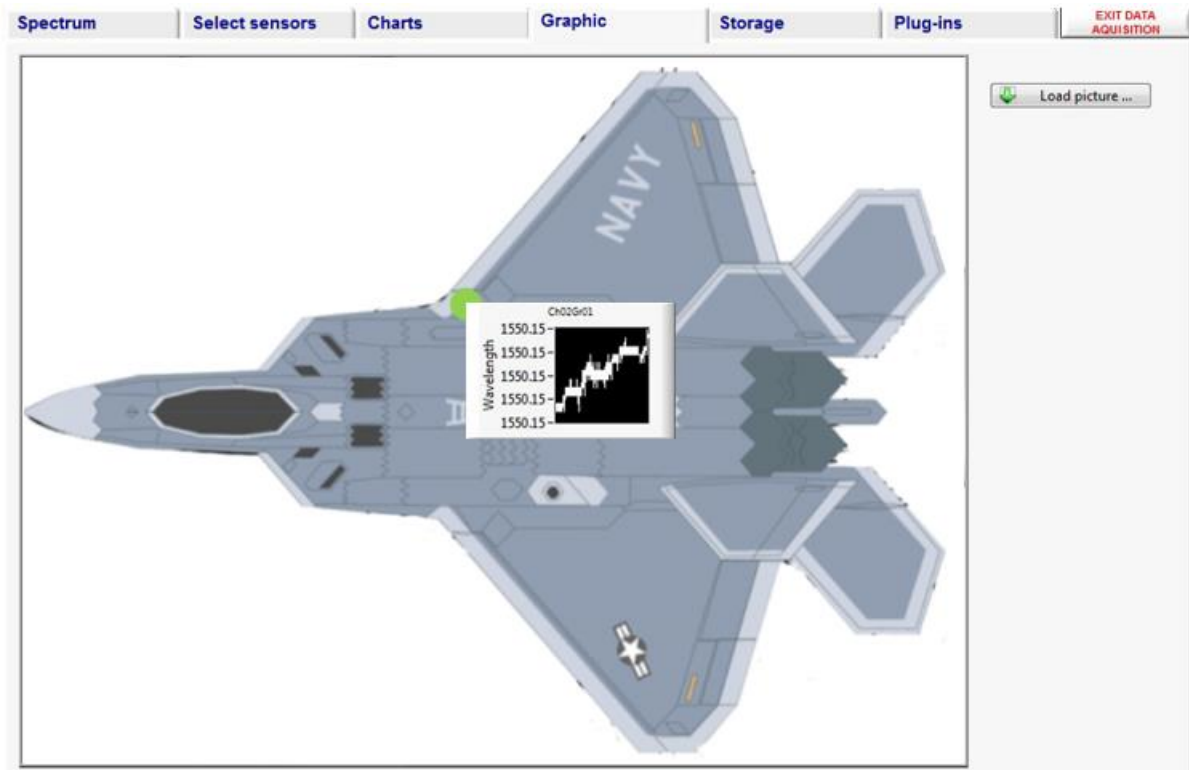 Spectrum
Select sensors
Charts
Graphic
Storage
Plug-ins
EXIT DATA
AQUISITION
Load picture ...
NAVY
Ch02Gr01
Wavelength
1550.15
1550.15
1550.15
1550.15
1550.15